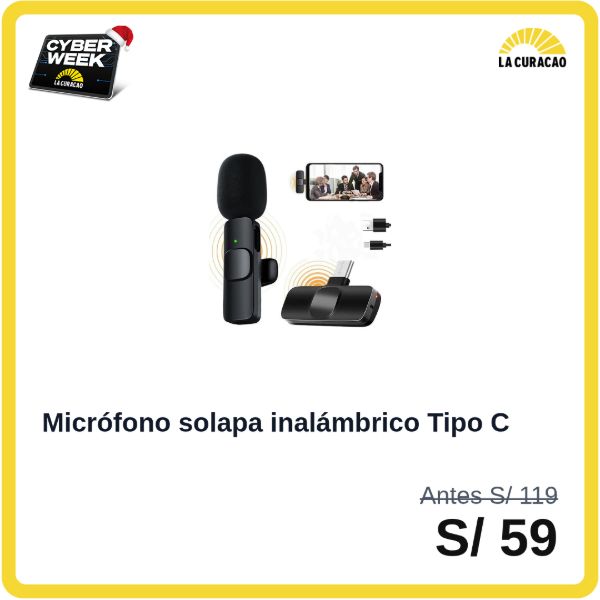 CYBER
WEEK
LA CURACAO
LA CURACAO
Micrófono solapa inalámbrico Tipo C
Antes S/ 119
S/ 59